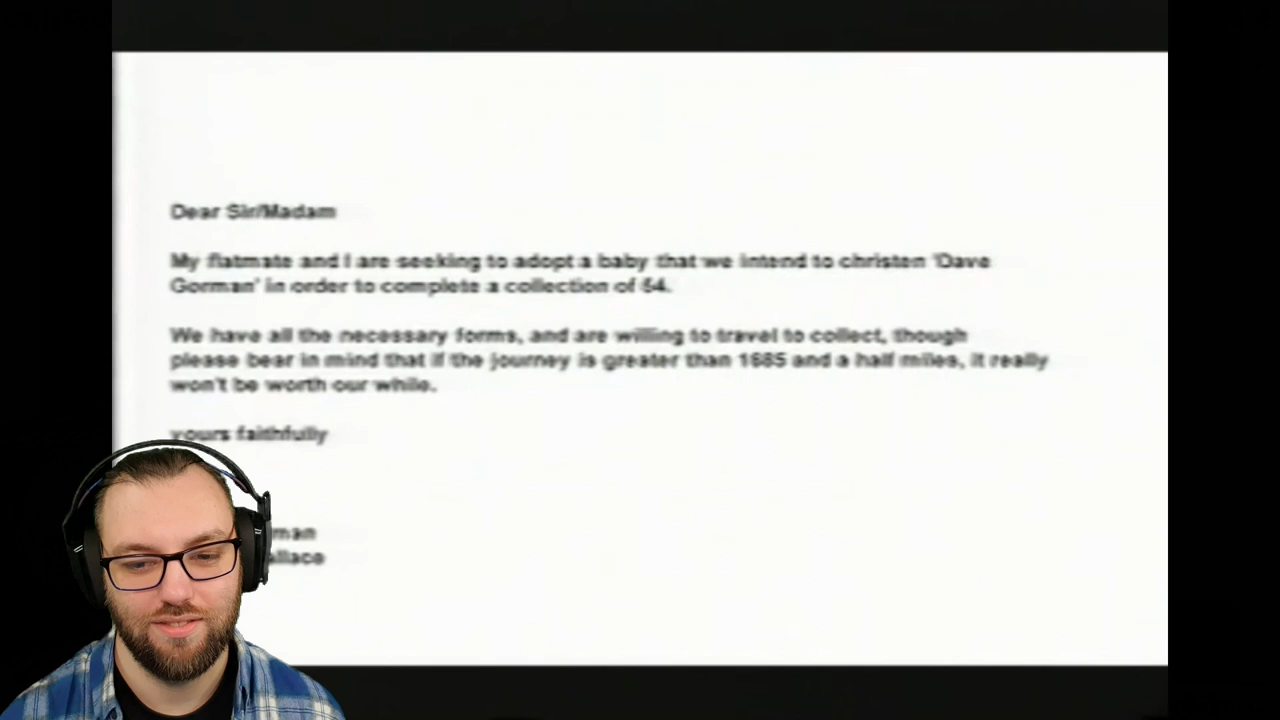 Dear Sir/Madam
My flatmate and I are seeking to adopt a baby that we intend to christen 'Dave
Gorman' in order to complete a collection of 54.
We have all the necessary forms, and are willing to travel to collect, though
please bear in mind that if the journey is greater than 1685 and a half miles, it really
won't be worth our while.
yours faithfully